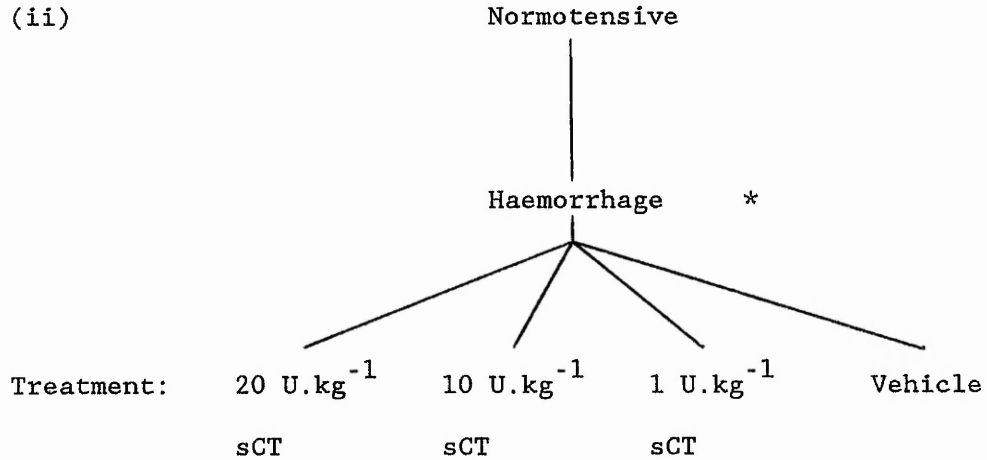 (ii) Normotensive
Haemorrhage *
Treatment: 20 U.kg⁻¹ 10 U.kg⁻¹ 1 U.kg⁻¹ Vehicle
sCT sCT sCT